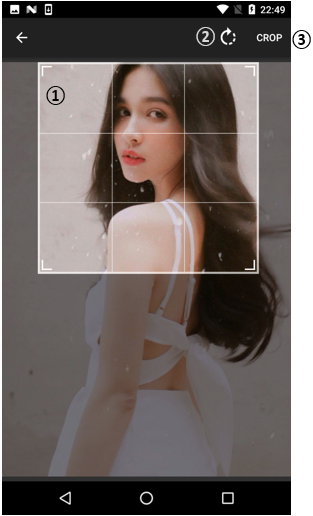 22:49
② CROP ③
①